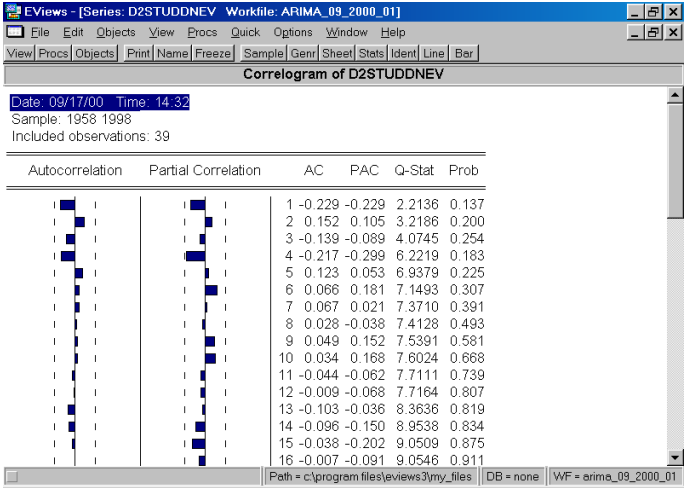 EViews - [Series: D2STUDDNEV Workfile: ARIMA_09_2000_01]
File Edit Objects View Procs Quick Options Window Help
View Procs Objects Print Name Freeze Sample Genr Sheet Stats Ident Line Bar
Correlogram of D2STUDDNEV
Date: 09/17/00 Time: 14:32
Sample: 1958 1998
Included observations: 39
Autocorrelation Partial Correlation AC PAC Q-Stat Prob
1 -0.229 -0.229 2.2136 0.137
2 0.152 0.105 3.2186 0.200
3 -0.139 -0.089 4.0745 0.254
4 -0.217 -0.299 6.2219 0.183
5 0.123 0.053 6.9379 0.225
6 0.066 0.181 7.1493 0.307
7 0.067 0.021 7.3710 0.391
8 0.028 -0.038 7.4128 0.493
9 0.049 0.152 7.5391 0.581
10 0.034 0.168 7.6024 0.668
11 -0.044 -0.062 7.7111 0.739
12 -0.009 -0.068 7.7164 0.807
13 -0.103 -0.036 8.3636 0.819
14 -0.096 -0.150 8.9538 0.834
15 -0.038 -0.202 9.0509 0.875
16 -0.007 -0.091 9.0546 0.911
Path = c:\program files\eviews3\my_files DB = none WF = arima_09_2000_01